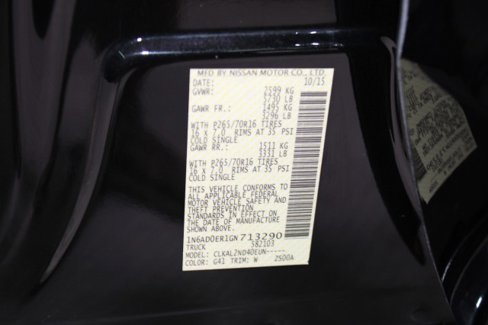 MFD BY NISSAN MOTOR CO., LTD.
DATE: 10/15
GVWR: 2599 KG
5730 LB
GAWR FR.: 1495 KG
3296 LB
WITH P265/70R16 TIRES
16 X 7.0 RIMS AT 35 PSI
COLD SINGLE
GAWR RR.: 1511 KG
3331 LB
WITH P265/70R16 TIRES
16 X 7.0 RIMS AT 35 PSI
COLD SINGLE
THIS VEHICLE CONFORMS TO
ALL APPLICABLE FEDERAL
MOTOR VEHICLE SAFETY AND
THEFT PREVENTION
STANDARDS IN EFFECT ON THE
DATE OF MANUFACTURE
SHOWN ABOVE.
1N6AD0ER1GN713290
TRUCK 582103
MODEL: CLKAL2ND40EUN-----
COLOR: G41 TRIM: W 2500A